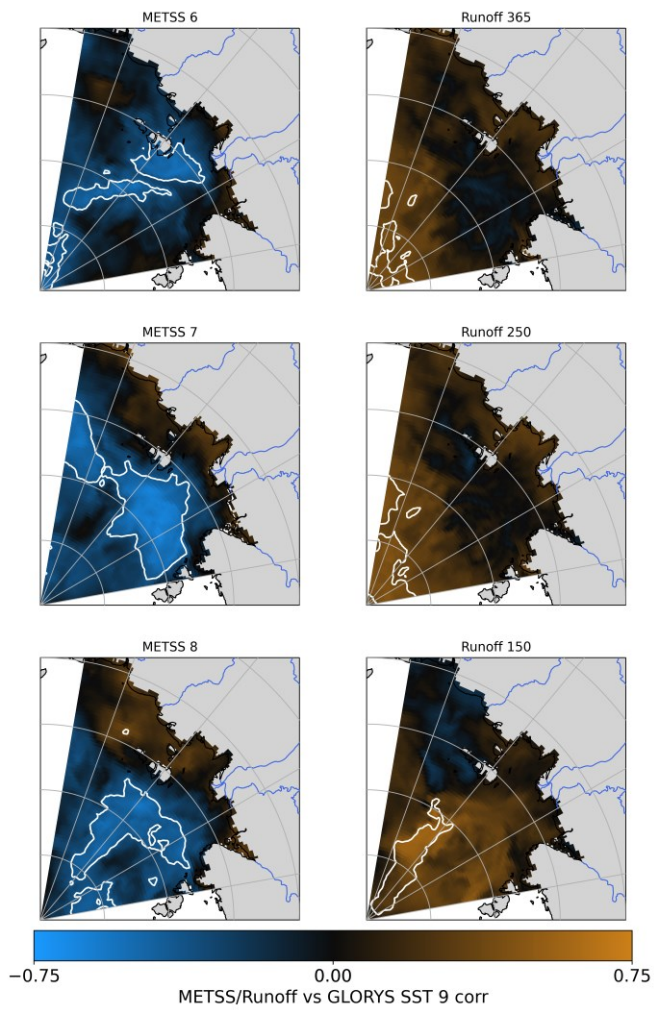 METSS 6
Runoff 365
METSS 7
Runoff 250
METSS 8
Runoff 150
−0.75
0.00
0.75
METSS/Runoff vs GLORYS SST 9 corr